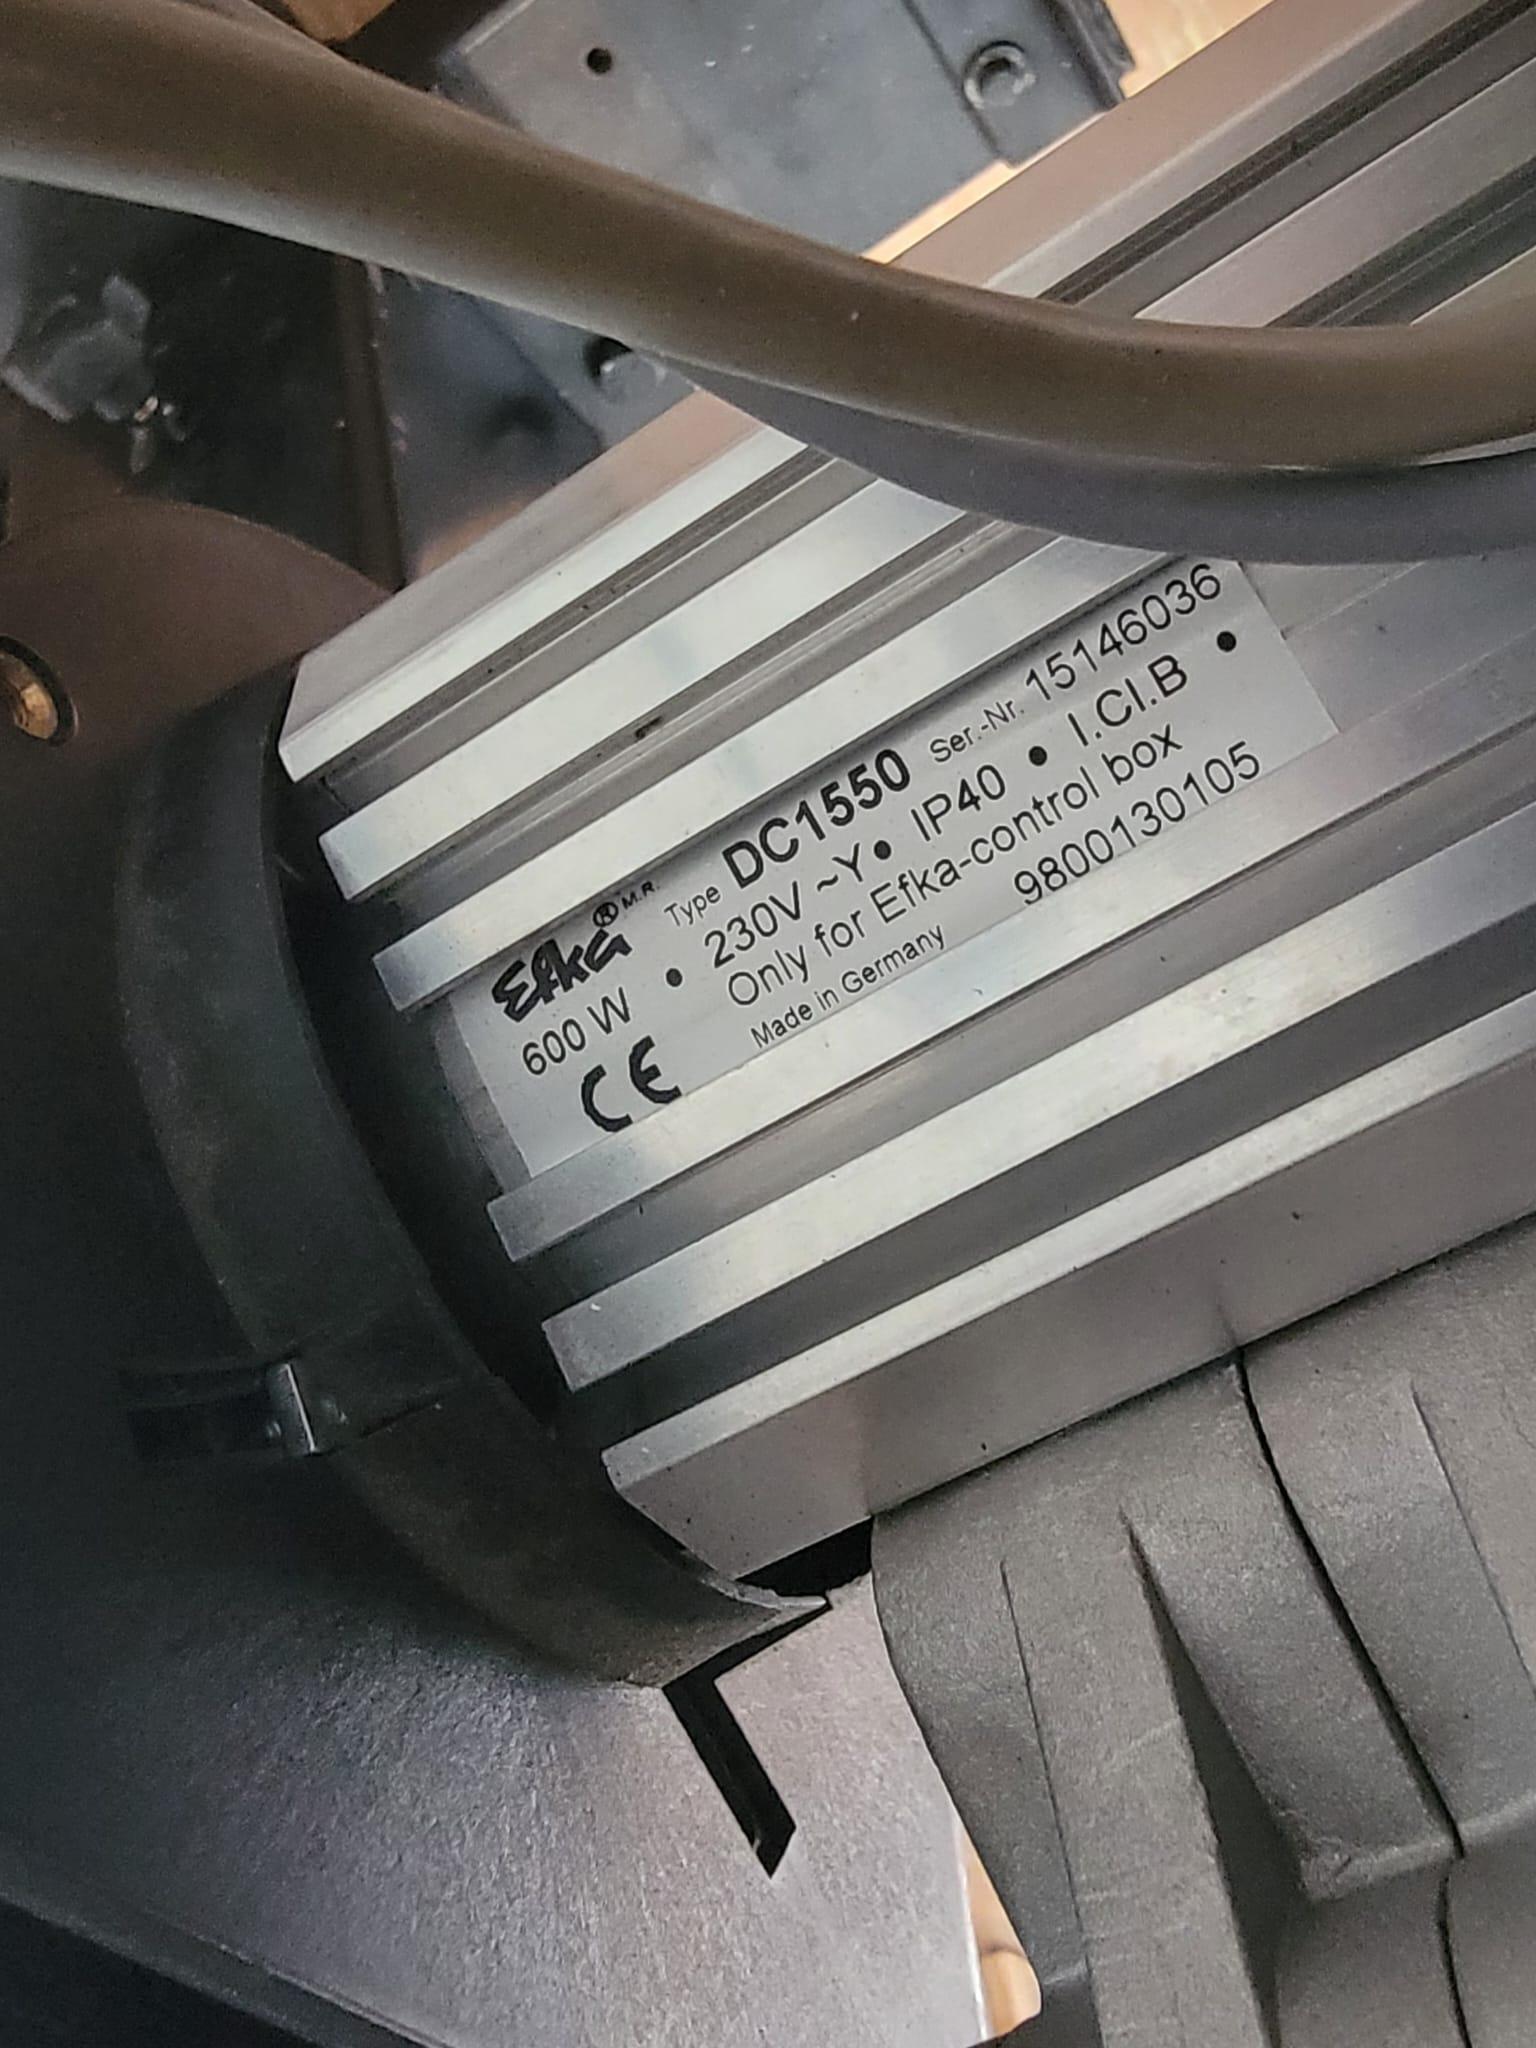 Efka ® M.R. Type DC1550 Ser.-Nr. 15146036
600 W • 230V ~Y • IP40 • I.Cl.B •
CE Only for Efka-control box
Made in Germany 9800130105